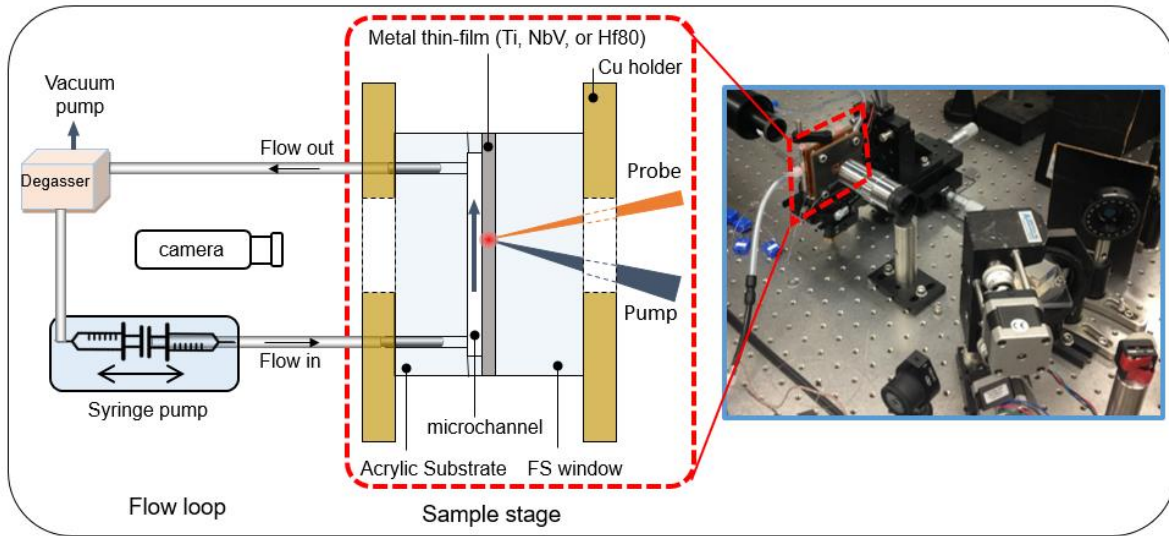 Metal thin-film (Ti, NbV, or Hf80)
Cu holder
Vacuum
pump
Flow out
Degasser
Probe
camera
Pump
Flow in
Syringe pump
microchannel
Acrylic Substrate
FS window
Flow loop
Sample stage